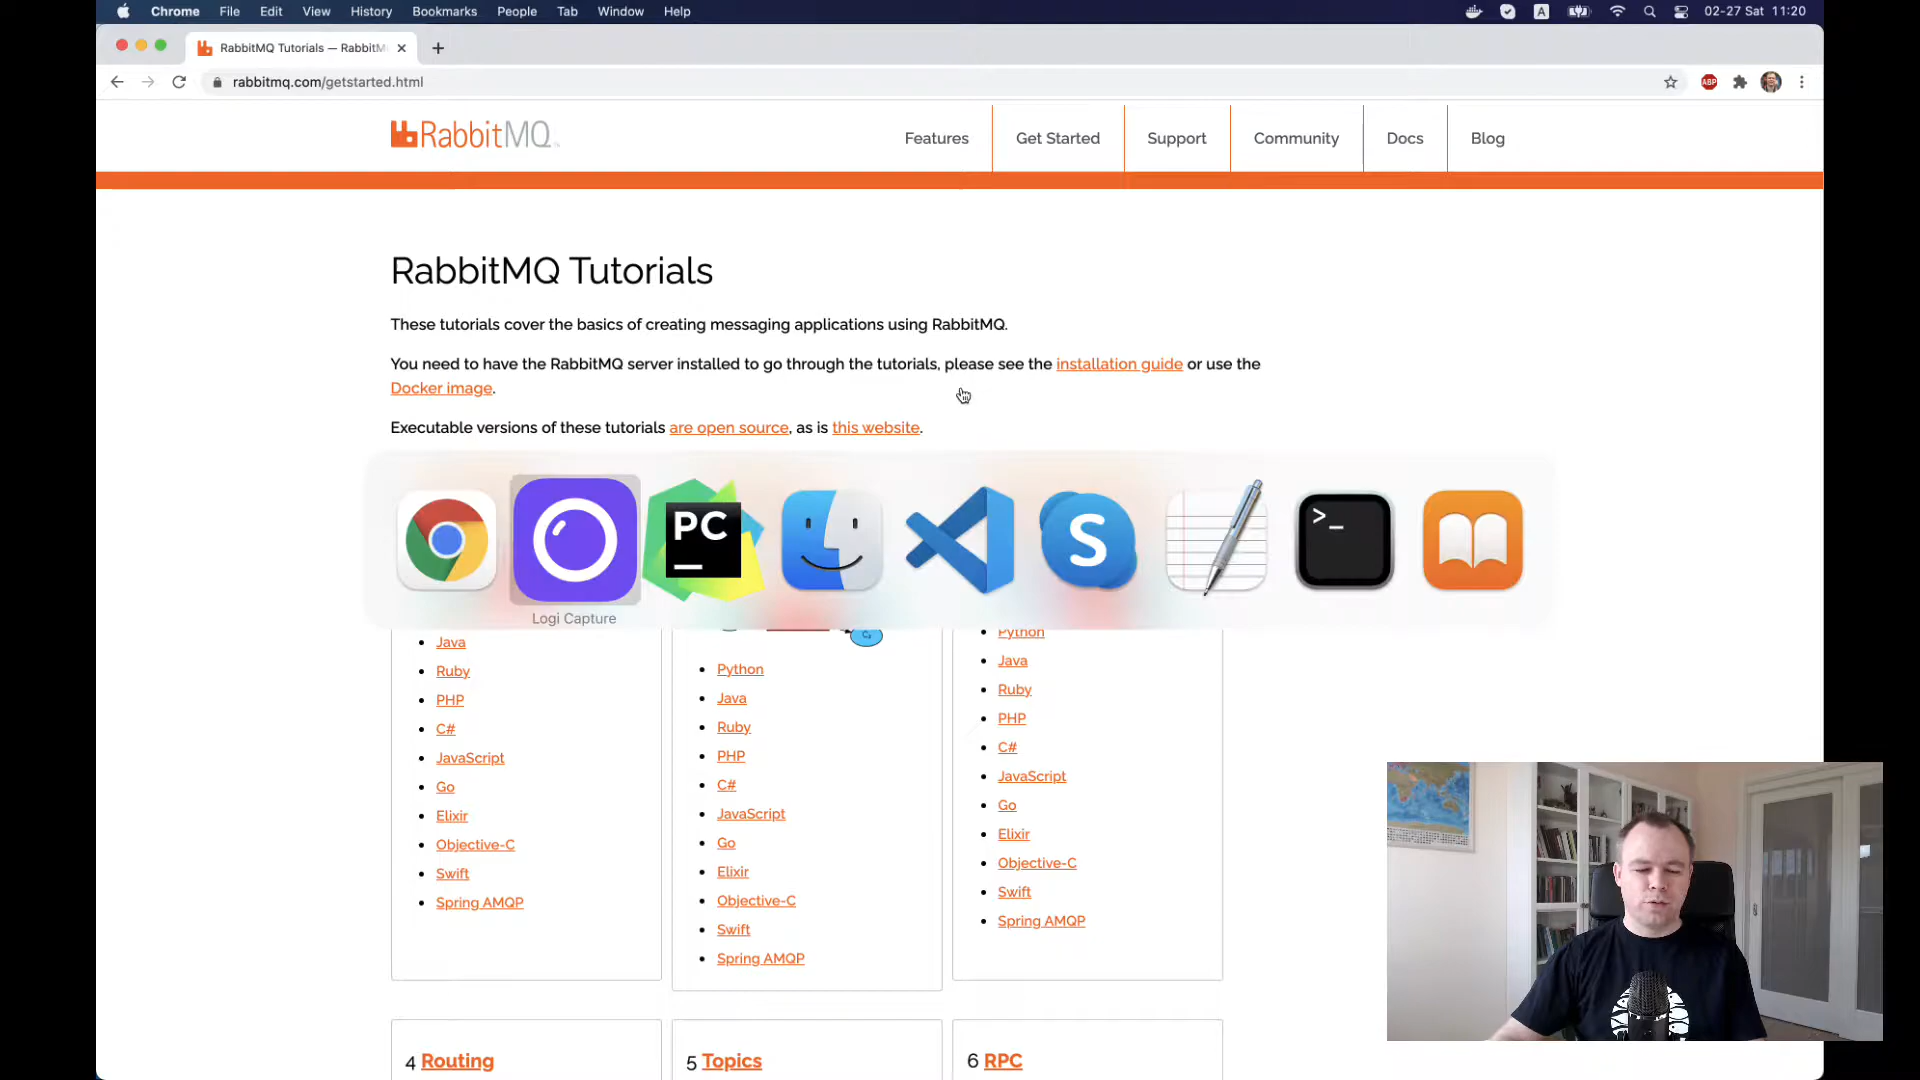 Chrome File Edit View History Bookmarks People Tab Window Help
A
02-27 Sat 11:20
RabbitMQ Tutorials — RabbitM
rabbitmq.com/getstarted.html
ABP
RabbitMQ
Features
Get Started
Support
Community
Docs
Blog
RabbitMQ Tutorials
These tutorials cover the basics of creating messaging applications using RabbitMQ.
You need to have the RabbitMQ server installed to go through the tutorials, please see the installation guide or use the
Docker image.
Executable versions of these tutorials are open source, as is this website.
PC
S
>_
Logi Capture
Java
Ruby
PHP
C#
JavaScript
Go
Elixir
Objective-C
Swift
Spring AMQP
Python
Java
Ruby
PHP
C#
JavaScript
Go
Elixir
Objective-C
Swift
Spring AMQP
Python
Java
Ruby
PHP
C#
JavaScript
Go
Elixir
Objective-C
Swift
Spring AMQP
4 Routing
5 Topics
6 RPC